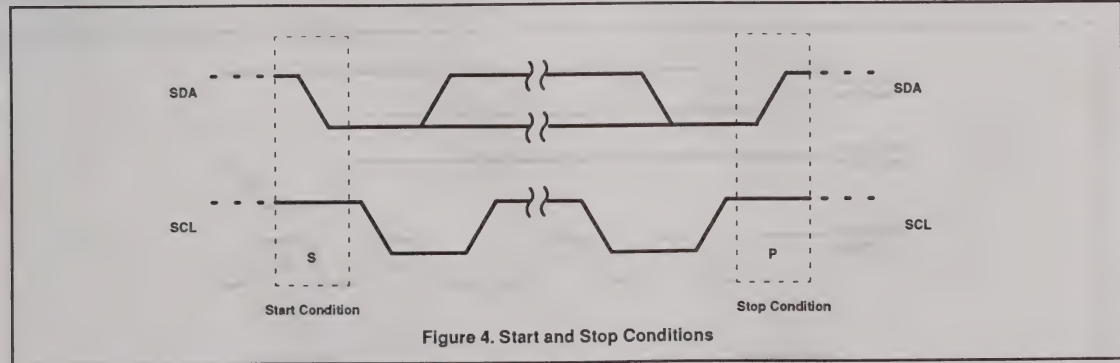 SDA
SDA
SCL
SCL
S
P
Start Condition
Stop Condition
Figure 4. Start and Stop Conditions